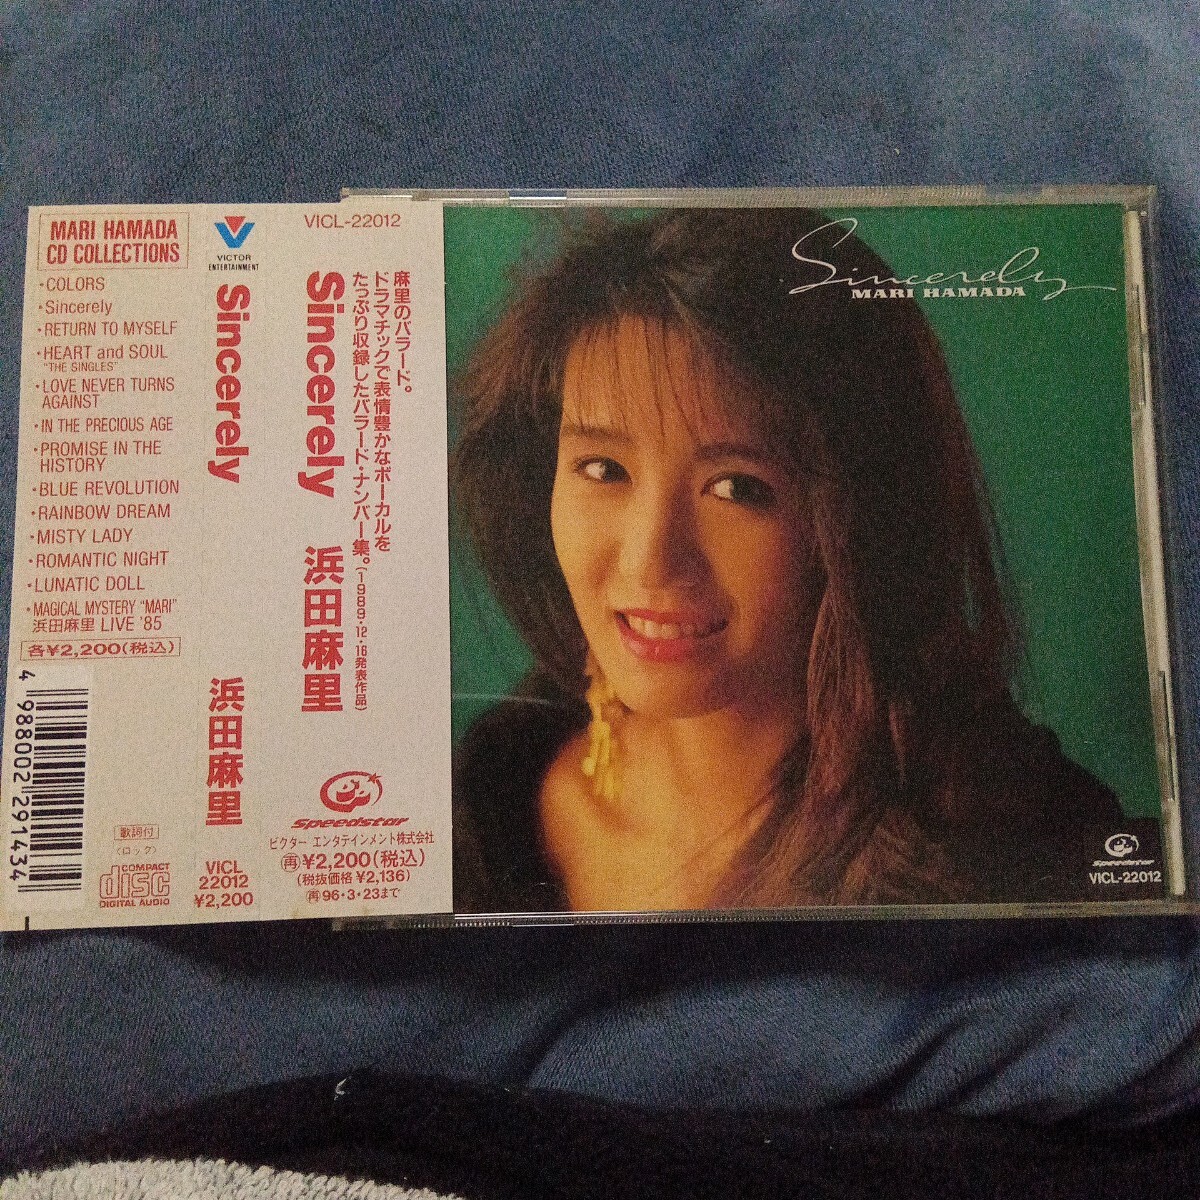 MARI HAMADA
CD COLLECTIONS
・COLORS
・Sincerely
・RETURN TO MYSELF
・HEART and SOUL
"THE SINGLES"
・LOVE NEVER TURNS
AGAINST
・IN THE PRECIOUS AGE
・PROMISE IN THE
HISTORY
・BLUE REVOLUTION
・RAINBOW DREAM
・MISTY LADY
・ROMANTIC NIGHT
・LUNATIC DOLL
・MAGICAL MYSTERY "MARI"
浜田麻里 LIVE '85
各¥2,200(税込)
4 988002 291434
歌詞付
〈ロック〉
COMPACT
disc
DIGITAL AUDIO
VICTOR
ENTERTAINMENT
Sincerely
浜田麻里
VICL
22012
¥2,200
VICL-22012
麻里のバラード。
ドラマチックで表情豊かなボーカルを
たっぷり収録したバラード・ナンバー集。(1989・12・16発表作品)
Sincerely 浜田麻里
Speedstar
ビクター エンタテインメント株式会社
再¥2,200(税込)
(税抜価格 ¥2,136)
再96・3・23まで
Sincerely
MARI HAMADA
Speedstar
VICL-22012